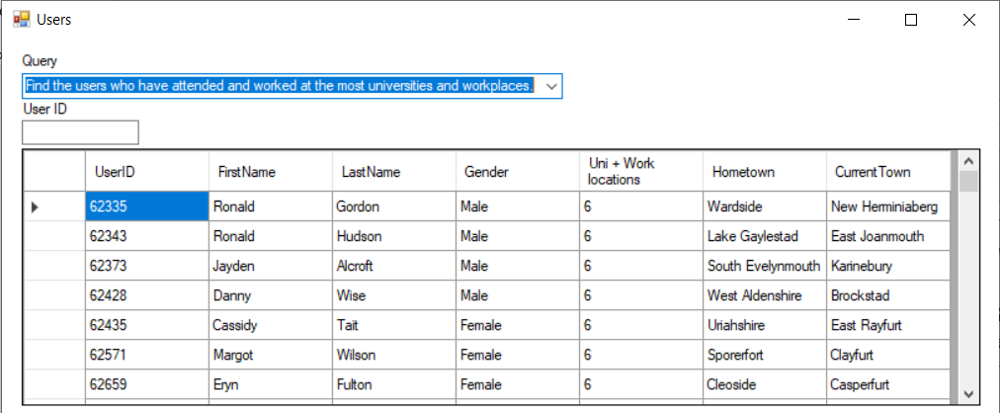 Users
Query
Find the users who have attended and worked at the most universities and workplaces.
User ID
UserID FirstName LastName Gender Uni + Work locations Hometown CurrentTown
62335 Ronald Gordon Male 6 Wardside New Herminiaberg
62343 Ronald Hudson Male 6 Lake Gaylestad East Joanmouth
62373 Jayden Alcroft Male 6 South Evelynmouth Karinebury
62428 Danny Wise Male 6 West Aldenshire Brockstad
62435 Cassidy Tait Female 6 Uriahshire East Rayfurt
62571 Margot Wilson Female 6 Sporerfort Clayfurt
62659 Eryn Fulton Female 6 Cleoside Casperfurt